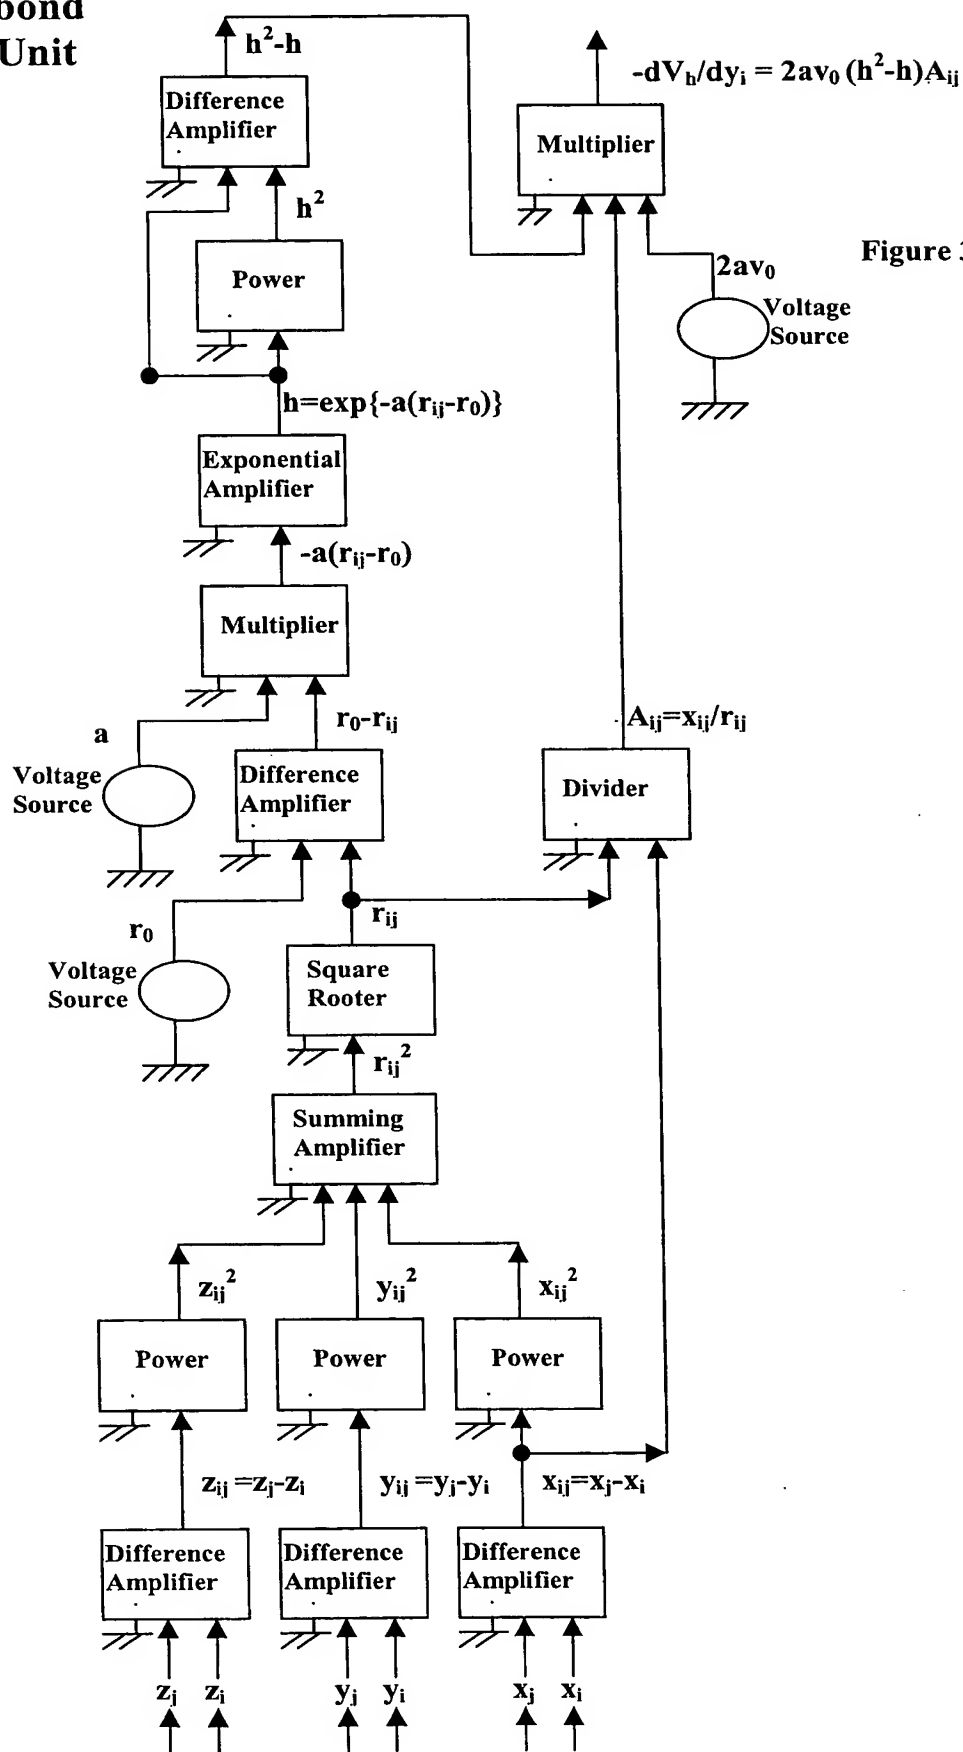 Unit
h²-h
-dVₕ/dyᵢ = 2av₀ (h²-h)Aᵢⱼ
Difference
Amplifier
Multiplier
h²
Figure
Power
2av₀
Voltage
Source
h=exp{-a(rᵢⱼ-r₀)}
Exponential
Amplifier
-a(rᵢⱼ-r₀)
Multiplier
r₀-rᵢⱼ
Aᵢⱼ=xᵢⱼ/rᵢⱼ
a
Voltage
Source
Difference
Amplifier
Divider
rᵢⱼ
r₀
Voltage
Source
Square
Rooter
rᵢⱼ²
Summing
Amplifier
zᵢⱼ²
yᵢⱼ²
xᵢⱼ²
Power
Power
Power
zᵢⱼ =zⱼ-zᵢ
yᵢⱼ =yⱼ-yᵢ
xᵢⱼ=xⱼ-xᵢ
Difference
Amplifier
Difference
Amplifier
Difference
Amplifier
zⱼ zᵢ
yⱼ yᵢ
xⱼ xᵢ